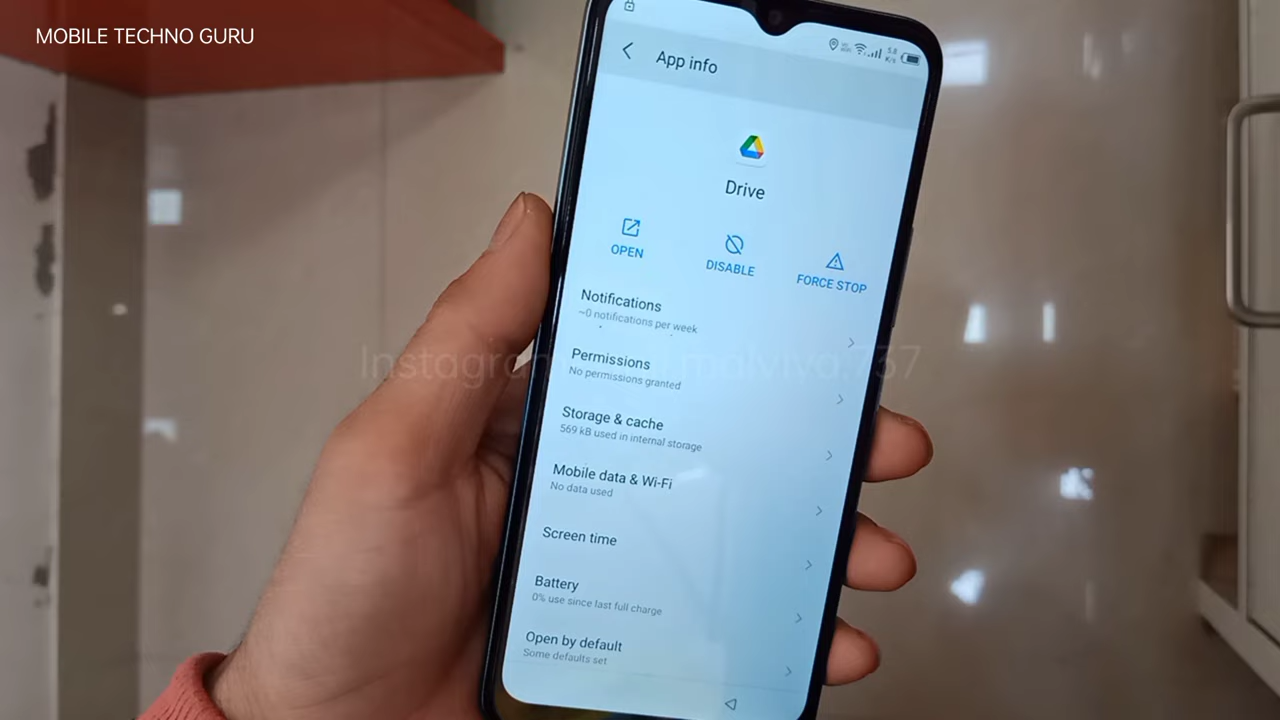 MOBILE TECHNO GURU
App info
Drive
OPEN
DISABLE
FORCE STOP
Notifications
~0 notifications per week
Permissions
No permissions granted
Storage & cache
569 kB used in internal storage
Mobile data & Wi-Fi
No data used
Screen time
Battery
0% use since last full charge
Open by default
Some defaults set